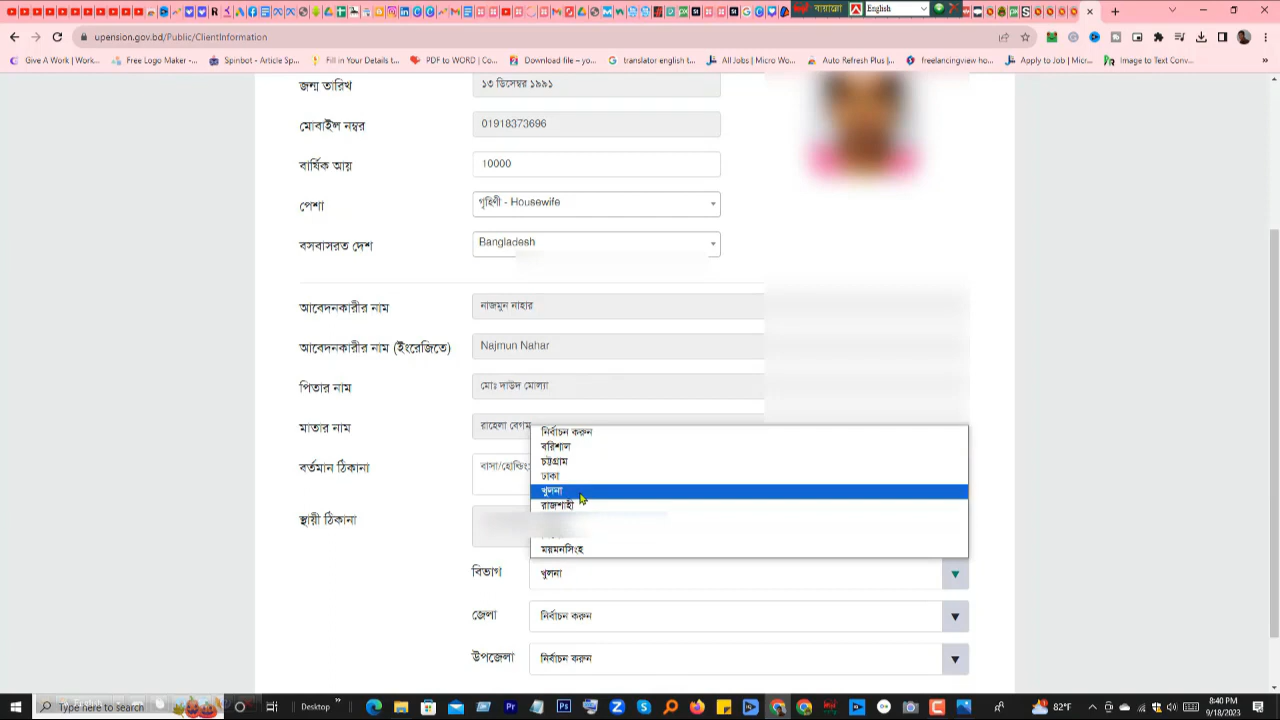 বায়ান্নো English
upension.gov.bd/Public/ClientInformation
Give A Work | Work... Free Logo Maker -... Spinbot - Article Sp... Fill in Your Details t... PDF to WORD | Co... Download file – yo... translator english t... All Jobs | Micro Wo... Auto Refresh Plus |... freelancingview ho... Apply to Job | Micr... Image to Text Conv...
জন্ম তারিখ ১৩ ডিসেম্বর ১৯৯১
মোবাইল নম্বর 01918373696
বার্ষিক আয় 10000
পেশা গৃহিণী - Housewife
বসবাসরত দেশ Bangladesh
আবেদনকারীর নাম নাজমুন নাহার
আবেদনকারীর নাম (ইংরেজিতে) Najmun Nahar
পিতার নাম মোঃ দাউদ মোল্যা
মাতার নাম রাহেলা বেগম
নির্বাচন করুন
বরিশাল
চট্টগ্রাম
বর্তমান ঠিকানা বাসা/হোল্ডিং:
ঢাকা
খুলনা
রাজশাহী
স্থায়ী ঠিকানা
ময়মনসিংহ
বিভাগ খুলনা
জেলা নির্বাচন করুন
উপজেলা নির্বাচন করুন
Type here to search Desktop 82°F 8:40 PM
9/18/2023